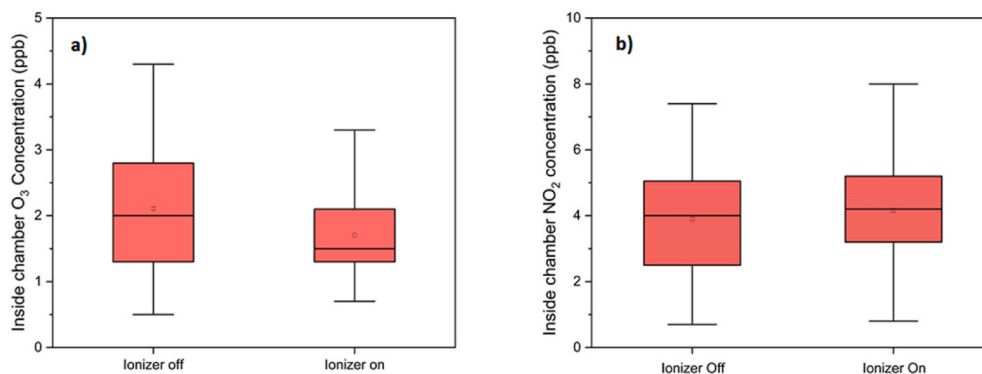 a)
Inside chamber O₃ Concentration (ppb)
5
4
3
2
1
0
Ionizer off
Ionizer on
b)
Inside chamber NO₂ concentration (ppb)
10
8
6
4
2
0
Ionizer Off
Ionizer On